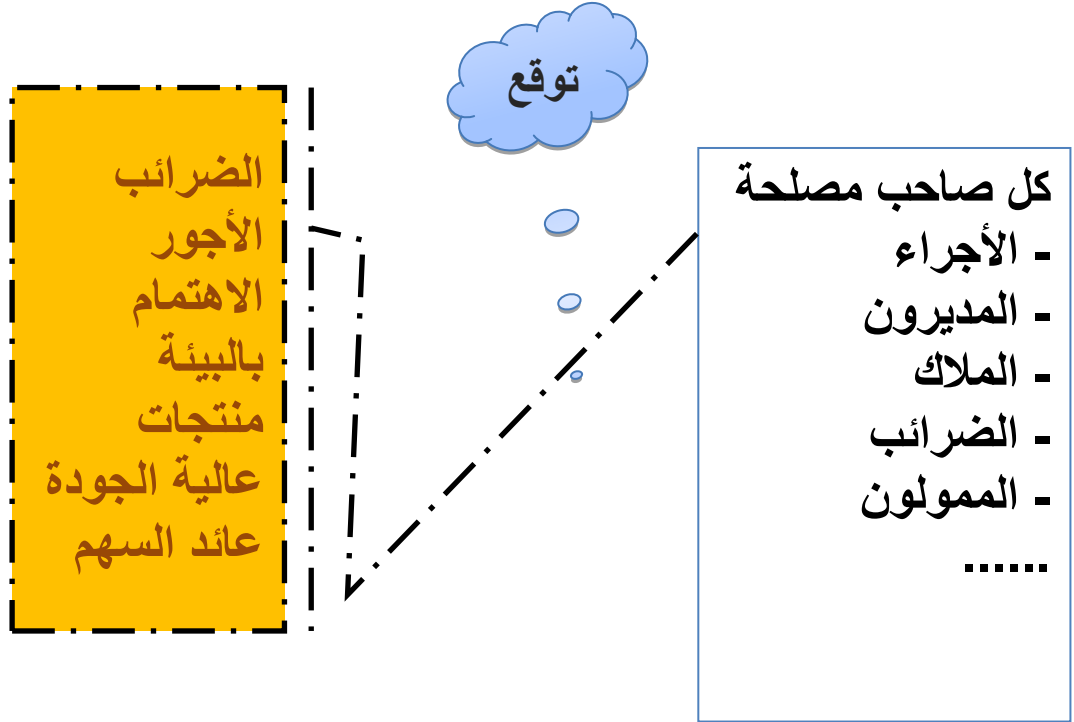 توقع
كل صاحب مصلحة
- الأجراء
- المديرون
- الملاك
- الضرائب
- الممولون
......
الضرائب
الأجور
الاهتمام
بالبيئة
منتجات
عالية الجودة
عائد السهم